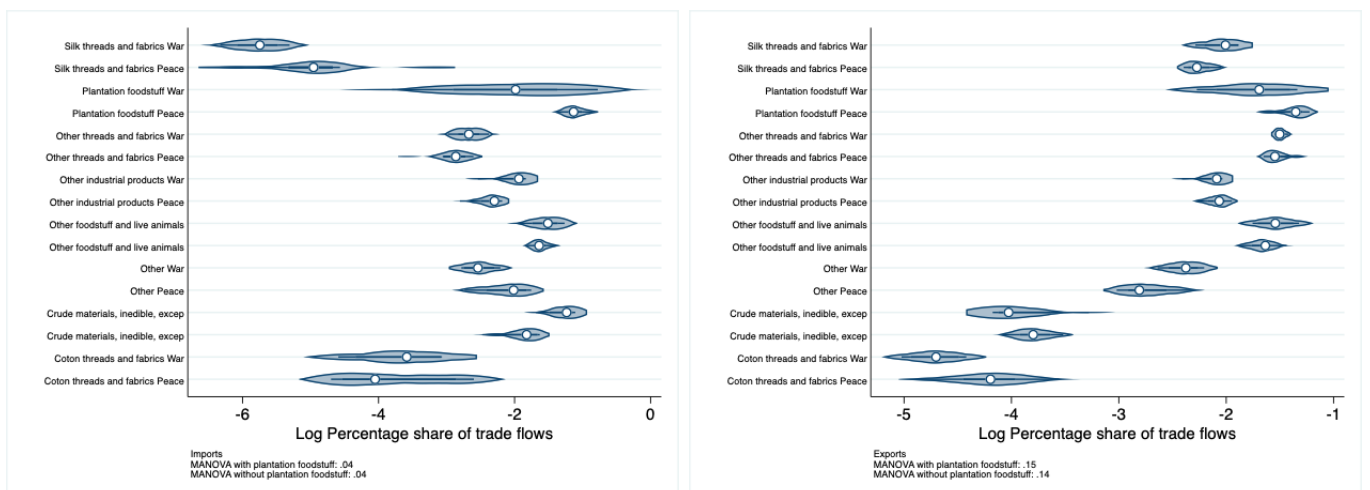 Silk threads and fabrics War
Silk threads and fabrics Peace
Plantation foodstuff War
Plantation foodstuff Peace
Other threads and fabrics War
Other threads and fabrics Peace
Other industrial products War
Other industrial products Peace
Other foodstuff and live animals
Other foodstuff and live animals
Other War
Other Peace
Crude materials, inedible, excep
Crude materials, inedible, excep
Coton threads and fabrics War
Coton threads and fabrics Peace
-6 -4 -2 0
Log Percentage share of trade flows
Imports
MANOVA with plantation foodstuff: .04
MANOVA without plantation foodstuff: .04
Silk threads and fabrics War
Silk threads and fabrics Peace
Plantation foodstuff War
Plantation foodstuff Peace
Other threads and fabrics War
Other threads and fabrics Peace
Other industrial products War
Other industrial products Peace
Other foodstuff and live animals
Other foodstuff and live animals
Other War
Other Peace
Crude materials, inedible, excep
Crude materials, inedible, excep
Coton threads and fabrics War
Coton threads and fabrics Peace
-5 -4 -3 -2 -1
Log Percentage share of trade flows
Exports
MANOVA with plantation foodstuff: .15
MANOVA without plantation foodstuff: .14